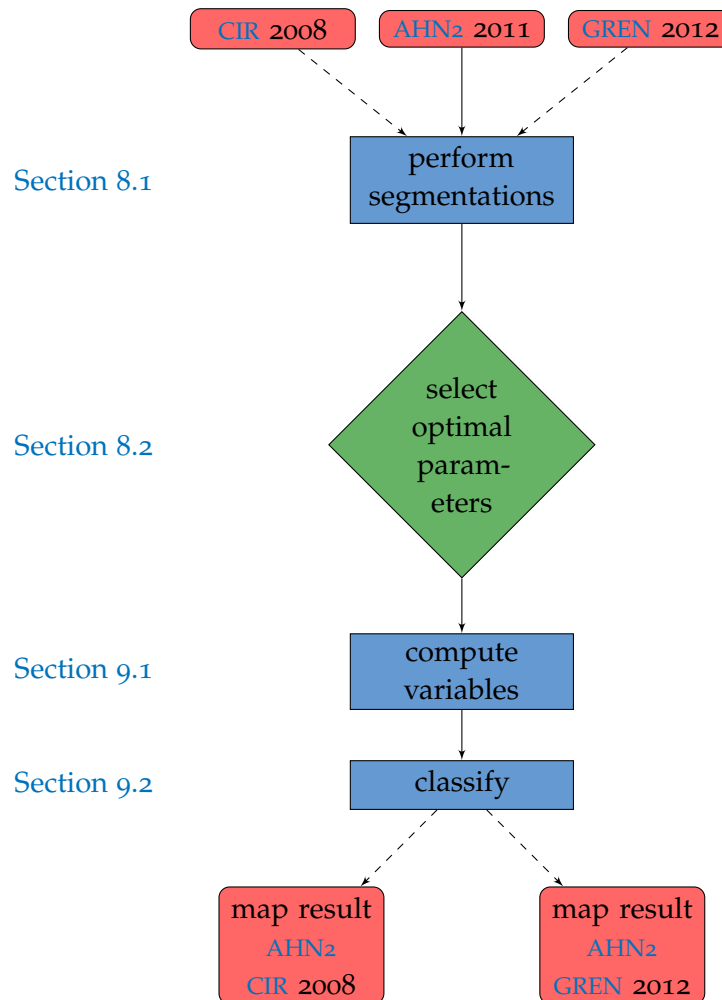 CIR 2008
AHN2 2011
GREN 2012
Section 8.1
perform
segmentations
Section 8.2
select
optimal
param-
eters
Section 9.1
compute
variables
Section 9.2
classify
map result
AHN2
CIR 2008
map result
AHN2
GREN 2012